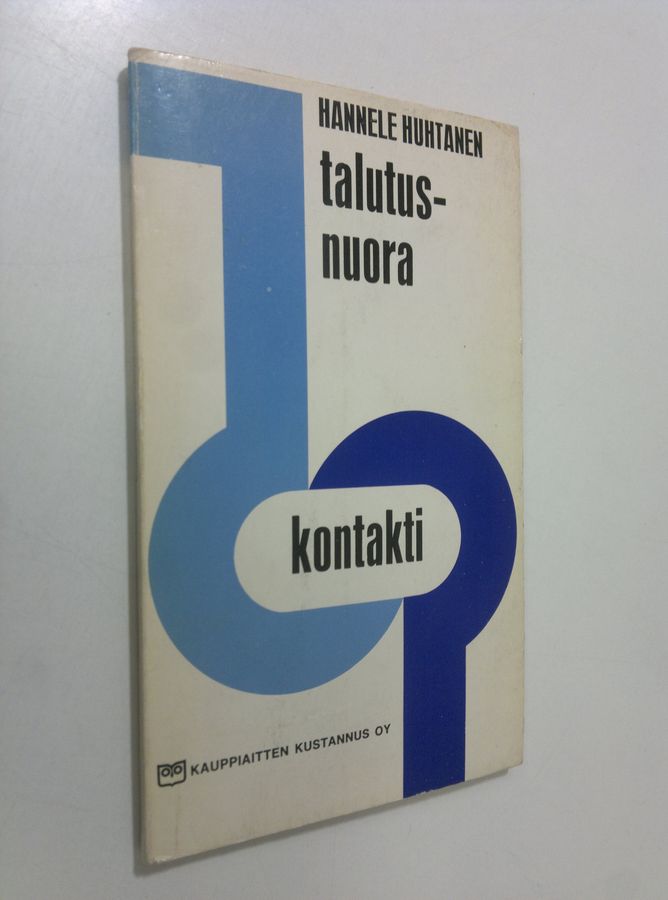 HANNELE HUHTANEN
talutus-
nuora
kontakti
KAUPPIAITTEN KUSTANNUS OY